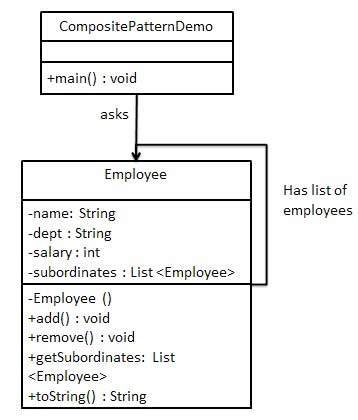 CompositePatternDemo
+main() : void
asks
Employee
Has list of
employees
-name: String
-dept : String
-salary : int
-subordinates : List <Employee>
-Employee ()
+add() : void
+remove() : void
+getSubordinates: List
<Employee>
+toString() : String